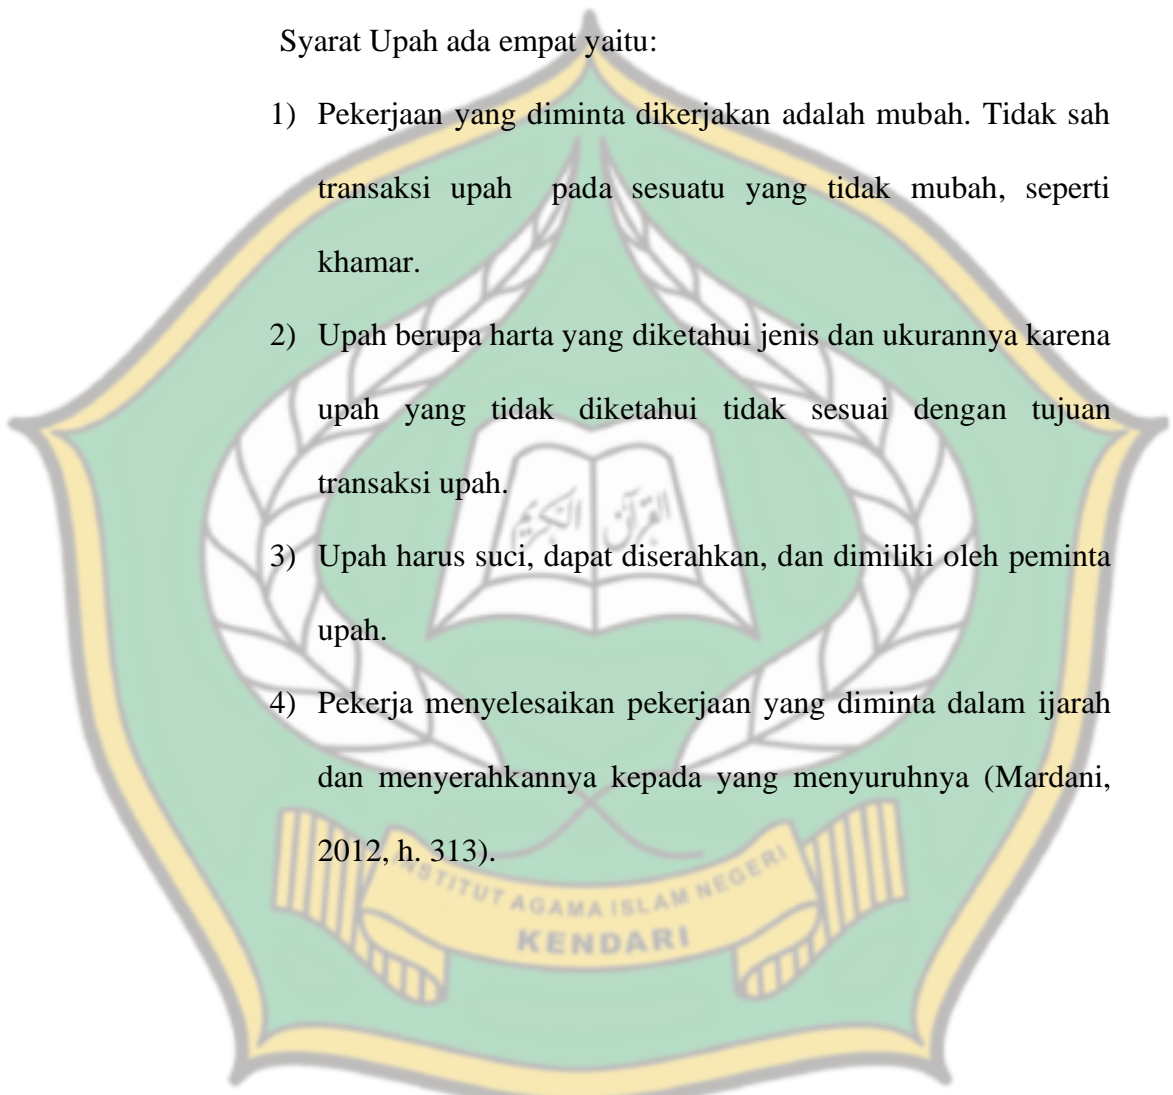 Syarat Upah ada empat yaitu:
1) Pekerjaan yang diminta dikerjakan adalah mubah. Tidak sah
transaksi upah pada sesuatu yang tidak mubah, seperti
khamar.
2) Upah berupa harta yang diketahui jenis dan ukurannya karena
upah yang tidak diketahui tidak sesuai dengan tujuan
transaksi upah.
القرآن الكريم
3) Upah harus suci, dapat diserahkan, dan dimiliki oleh peminta
upah.
4) Pekerja menyelesaikan pekerjaan yang diminta dalam ijarah
dan menyerahkannya kepada yang menyuruhnya (Mardani,
2012, h. 313).
INSTITUT AGAMA ISLAM NEGERI
KENDARI